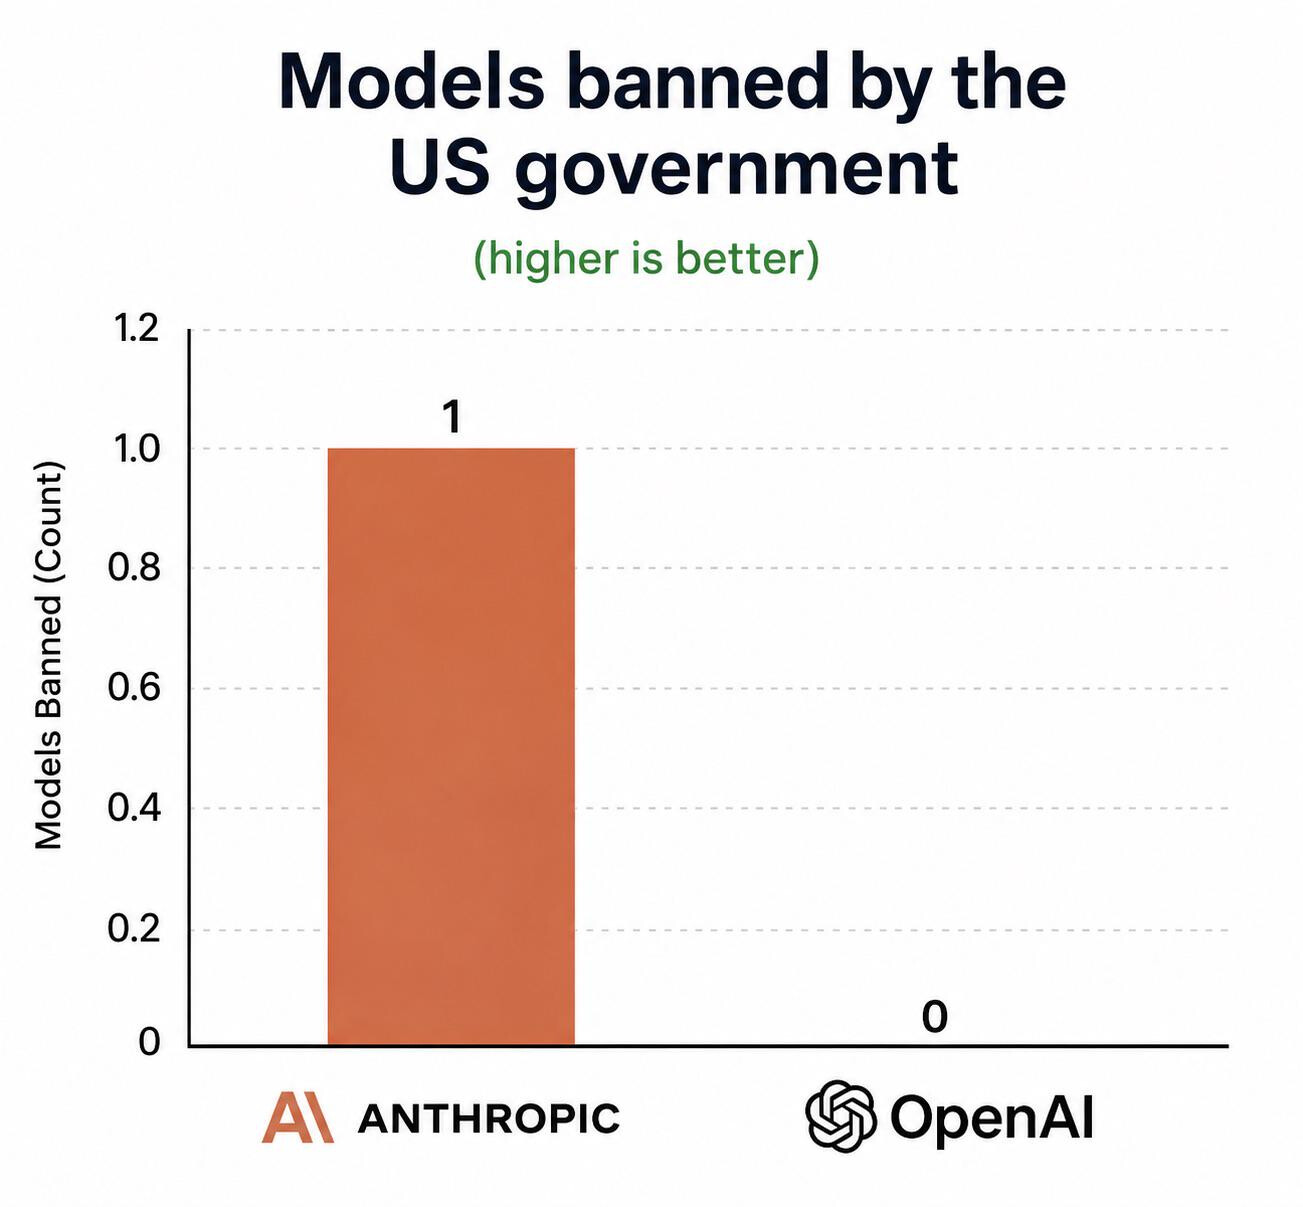 Models banned by the
US government
(higher is better)
Models Banned (Count)
1.2
1.0
0.8
0.6
0.4
0.2
0
1
0
ANTHROPIC
OpenAI